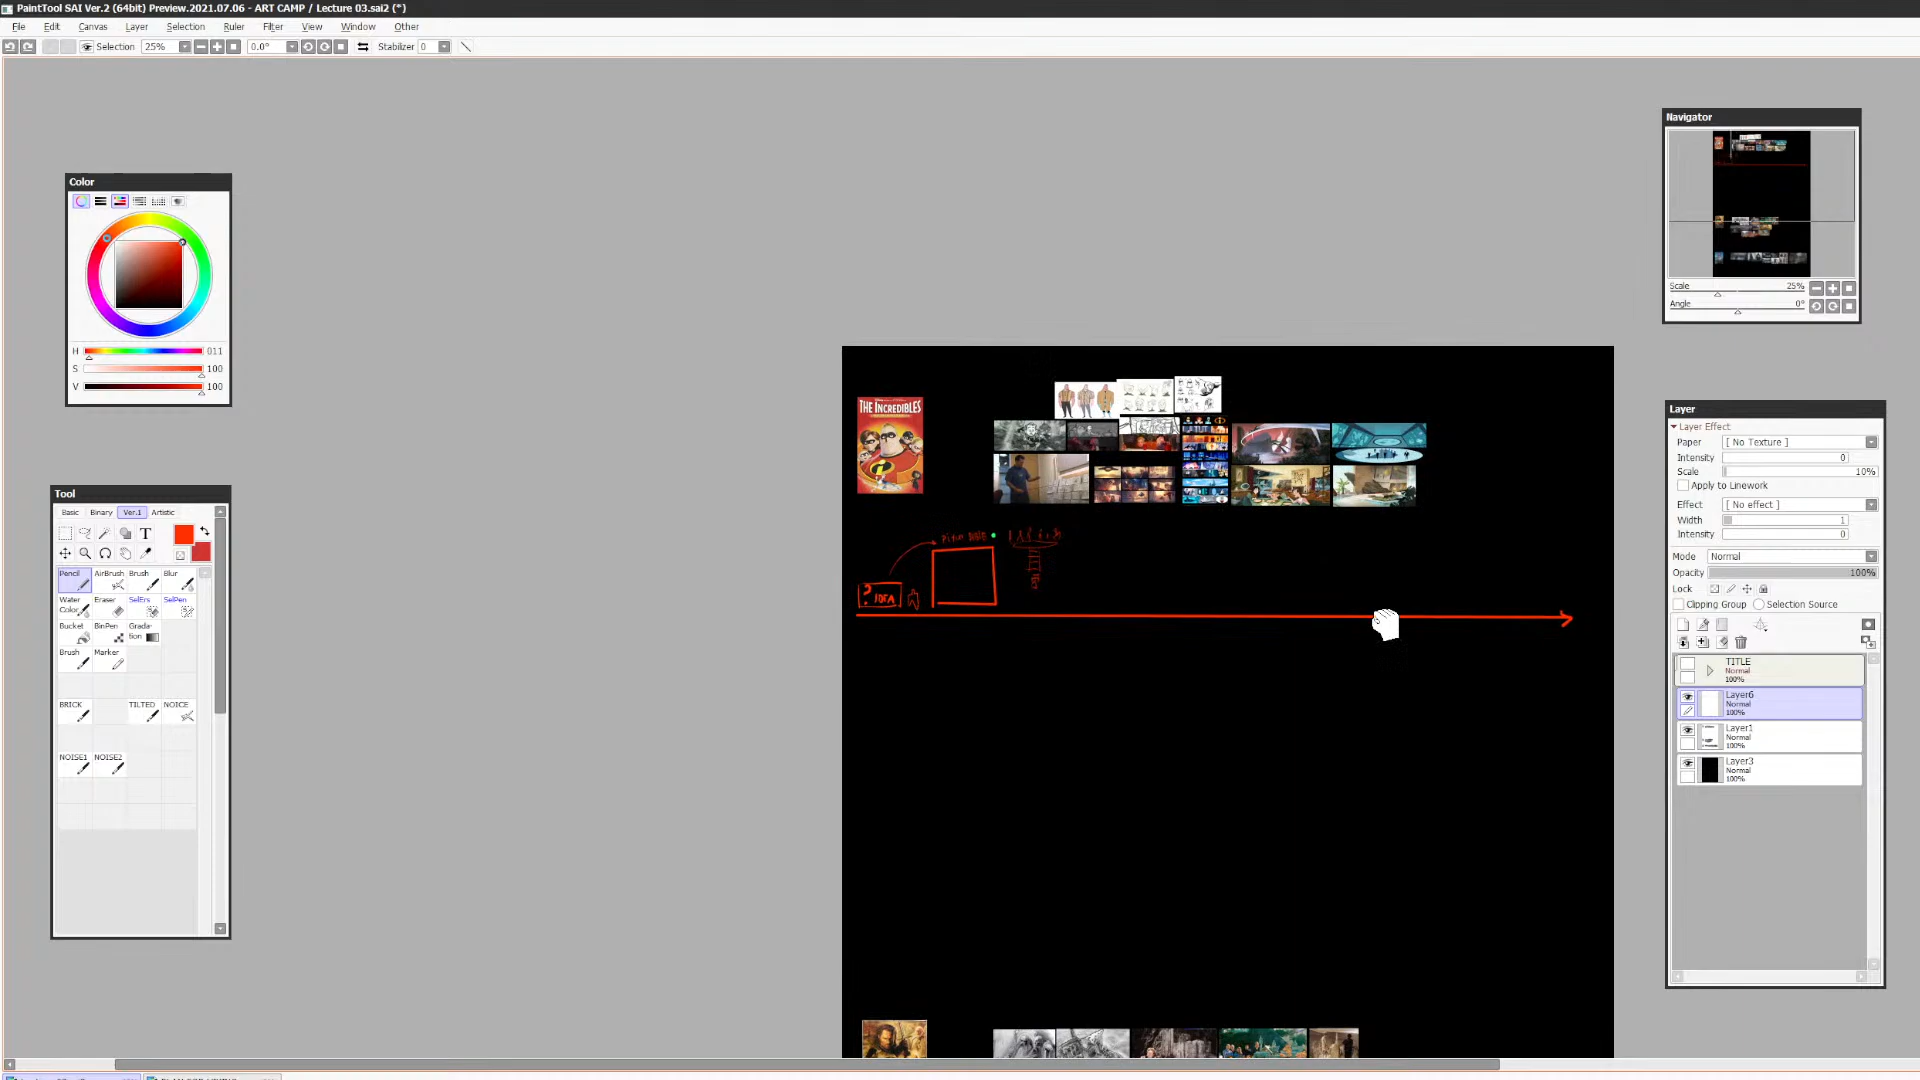 PaintTool SAI Ver.2 (64bit) Preview.2021.07.06 - ART CAMP / Lecture 03.sai2 (*)
File Edit Canvas Layer Selection Ruler Filter View Window Other
Selection 25% 0.0° Stabilizer 0
Color
H 011
S 100
V 100
Tool
Basic Binary Ver.1 Artistic
T
Pencil AirBrush Brush Blur
Water Color Eraser SelErs SelPen
Bucket BinPen Gradation
Brush Marker
BRICK TILTED NOICE
NOISE1 NOISE2
THE INCREDIBLES
? IDEA
Navigator
Scale 25%
Angle 0°
Layer
Layer Effect
Paper [ No Texture ]
Intensity 0
Scale 10%
Apply to Linework
Effect [ No effect ]
Width 1
Intensity 0
Mode Normal
Opacity 100%
Lock
Clipping Group Selection Source
TITLE
Normal
100%
Layer6
Normal
100%
Layer1
Normal
100%
Layer3
Normal
100%